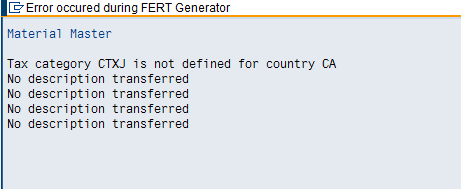 Error occured during FERT Generator
Material Master
Tax category CTXJ is not defined for country CA
No description transferred
No description transferred
No description transferred
No description transferred